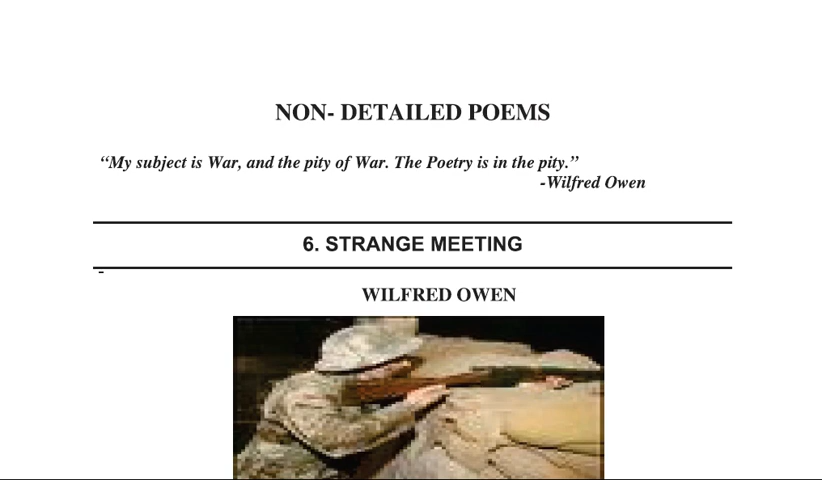 NON- DETAILED POEMS
“My subject is War, and the pity of War. The Poetry is in the pity.”
-Wilfred Owen
6. STRANGE MEETING
-
WILFRED OWEN